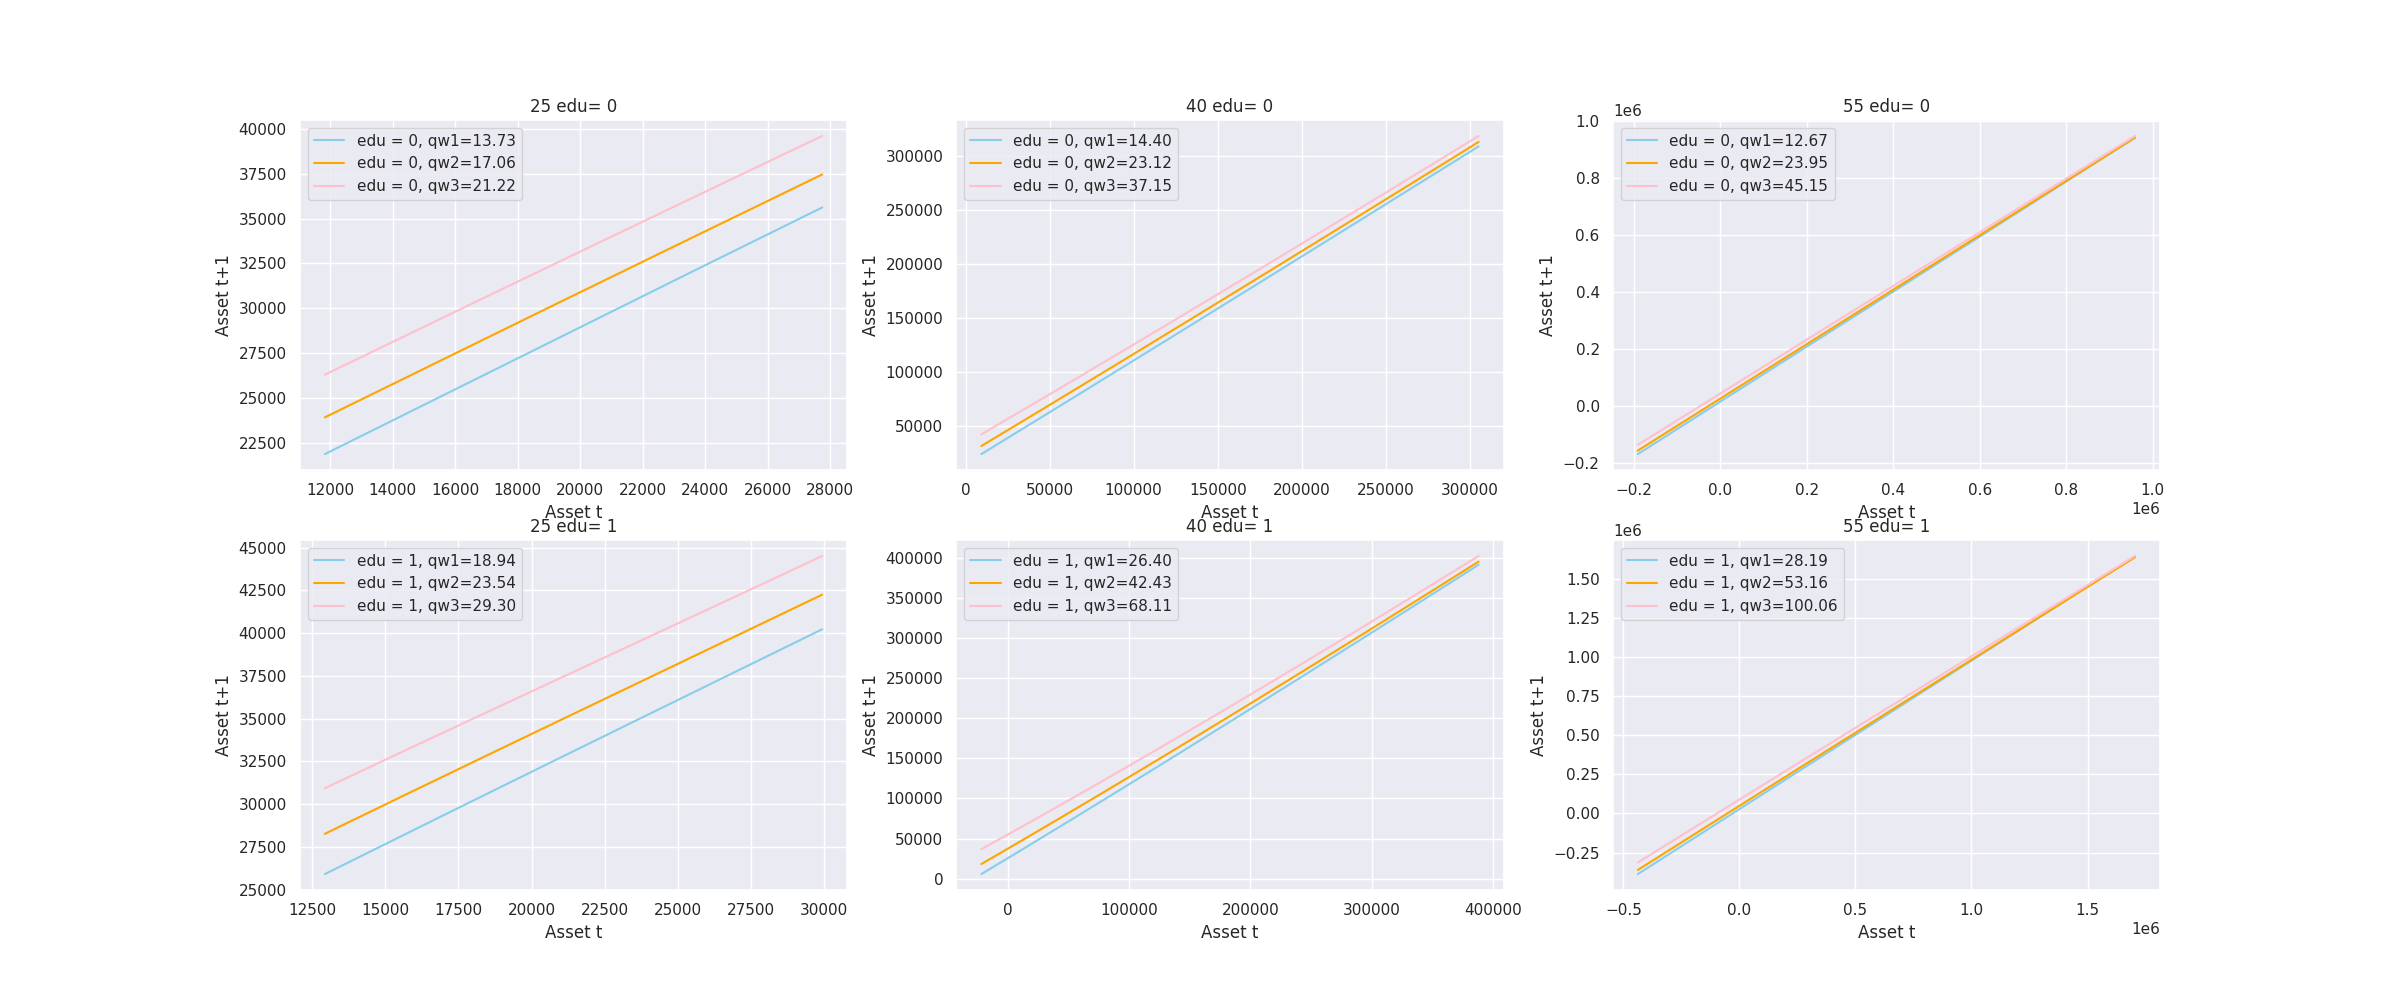 25 edu= 0
40000
37500
35000
32500
30000
27500
25000
22500
Asset t+1
edu = 0, qw1=13.73
edu = 0, qw2=17.06
edu = 0, qw3=21.22
12000 14000 16000 18000 20000 22000 24000 26000 28000
Asset t
40 edu= 0
300000
250000
200000
150000
100000
50000
Asset t+1
edu = 0, qw1=14.40
edu = 0, qw2=23.12
edu = 0, qw3=37.15
0 50000 100000 150000 200000 250000 300000
Asset t
55 edu= 0
1e6
1.0
0.8
0.6
0.4
0.2
0.0
−0.2
Asset t+1
edu = 0, qw1=12.67
edu = 0, qw2=23.95
edu = 0, qw3=45.15
−0.2 0.0 0.2 0.4 0.6 0.8 1.0
1e6
Asset t
25 edu= 1
45000
42500
40000
37500
35000
32500
30000
27500
25000
Asset t+1
edu = 1, qw1=18.94
edu = 1, qw2=23.54
edu = 1, qw3=29.30
12500 15000 17500 20000 22500 25000 27500 30000
Asset t
40 edu= 1
400000
350000
300000
250000
200000
150000
100000
50000
0
Asset t+1
edu = 1, qw1=26.40
edu = 1, qw2=42.43
edu = 1, qw3=68.11
0 100000 200000 300000 400000
Asset t
55 edu= 1
1e6
1.50
1.25
1.00
0.75
0.50
0.25
0.00
−0.25
Asset t+1
edu = 1, qw1=28.19
edu = 1, qw2=53.16
edu = 1, qw3=100.06
−0.5 0.0 0.5 1.0 1.5
1e6
Asset t